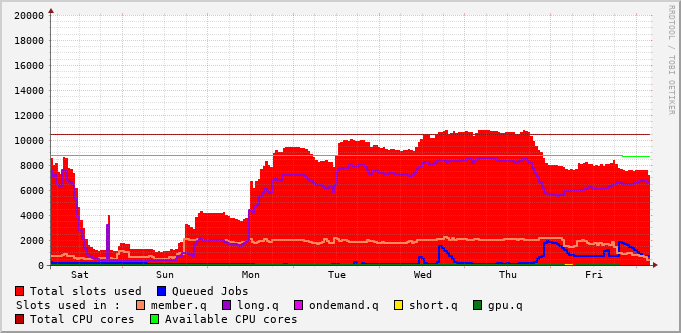 20000
18000
16000
14000
12000
10000
8000
6000
4000
2000
0
Sat Sun Mon Tue Wed Thu Fri
RRDTOOL / TOBI OETIKER
Total slots used Queued Jobs
Slots used in : member.q long.q ondemand.q short.q gpu.q
Total CPU cores Available CPU cores